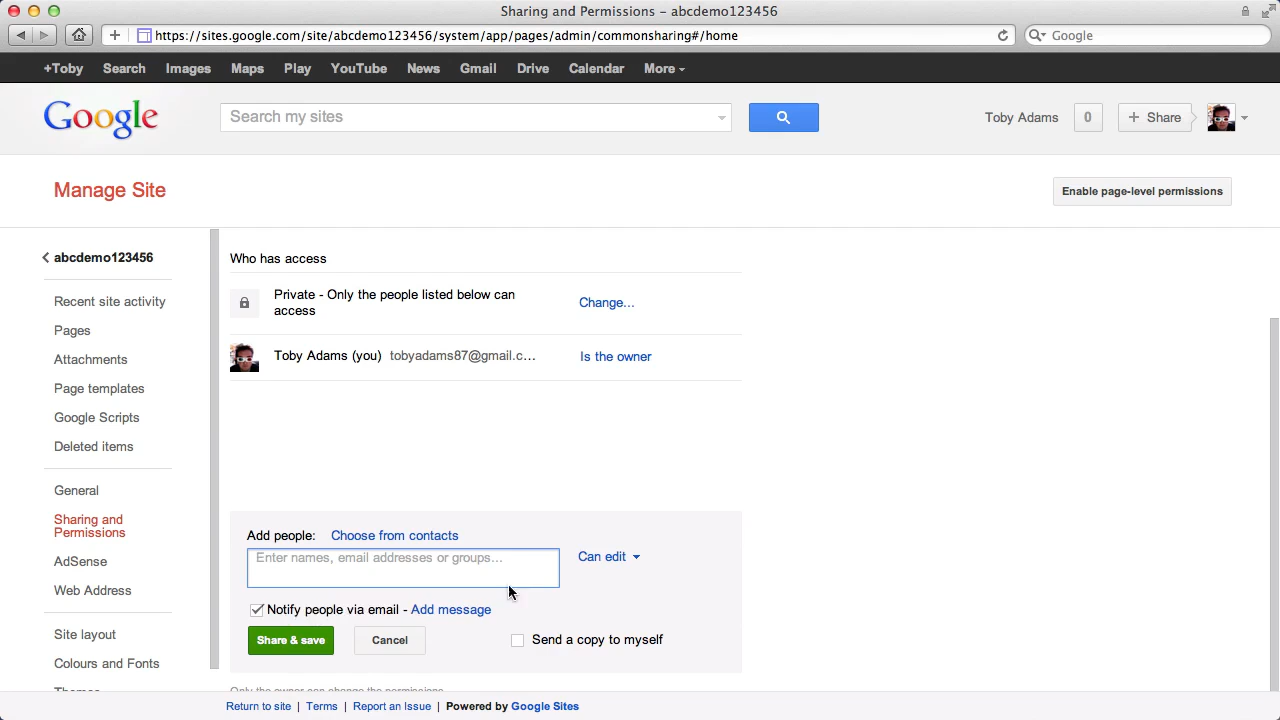 Sharing and Permissions – abcdemo123456
https://sites.google.com/site/abcdemo123456/system/app/pages/admin/commonsharing#/home
Google
+Toby Search Images Maps Play YouTube News Gmail Drive Calendar More
Google
Search my sites
Toby Adams 0 + Share
Manage Site
Enable page-level permissions
abcdemo123456
Recent site activity
Pages
Attachments
Page templates
Google Scripts
Deleted items
General
Sharing and
Permissions
AdSense
Web Address
Site layout
Colours and Fonts
Themes
Who has access
Private - Only the people listed below can
access
Change...
Toby Adams (you) tobyadams87@gmail.c... Is the owner
Add people: Choose from contacts
Enter names, email addresses or groups...
Can edit
Notify people via email - Add message
Share & save Cancel Send a copy to myself
Only the owner can change the permissions
Return to site | Terms | Report an Issue | Powered by Google Sites